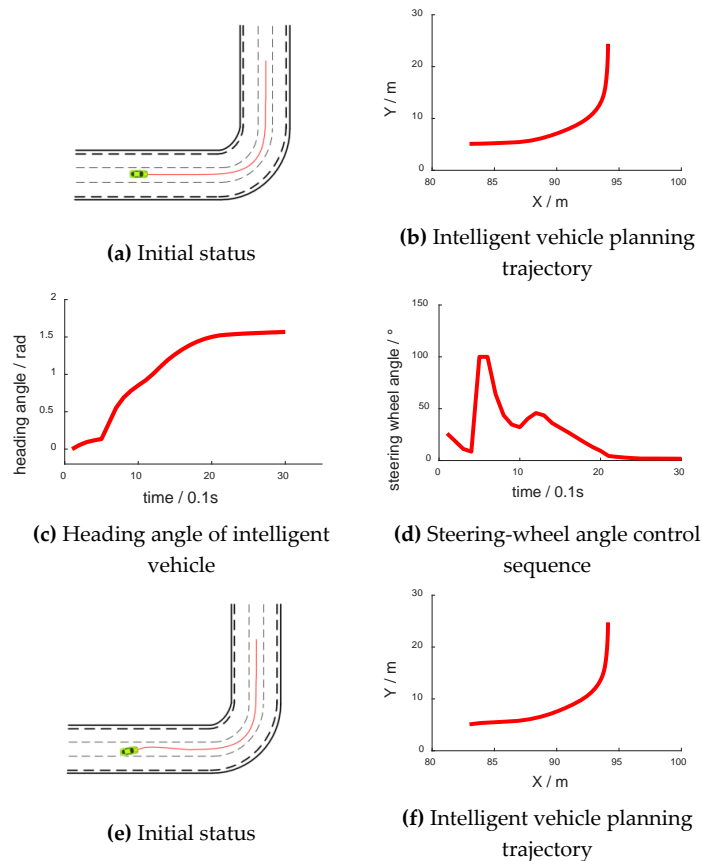 30
20
10
0
Y / m
80
85
90
95
100
X / m
(a) Initial status
(b) Intelligent vehicle planning
trajectory
2
1.5
1
0.5
0
heading angle / rad
0
10
20
30
time / 0.1s
150
100
50
0
steering wheel angle / °
0
10
20
30
time / 0.1s
(c) Heading angle of intelligent
vehicle
(d) Steering-wheel angle control
sequence
30
20
10
0
Y / m
80
85
90
95
100
X / m
(e) Initial status
(f) Intelligent vehicle planning
trajectory